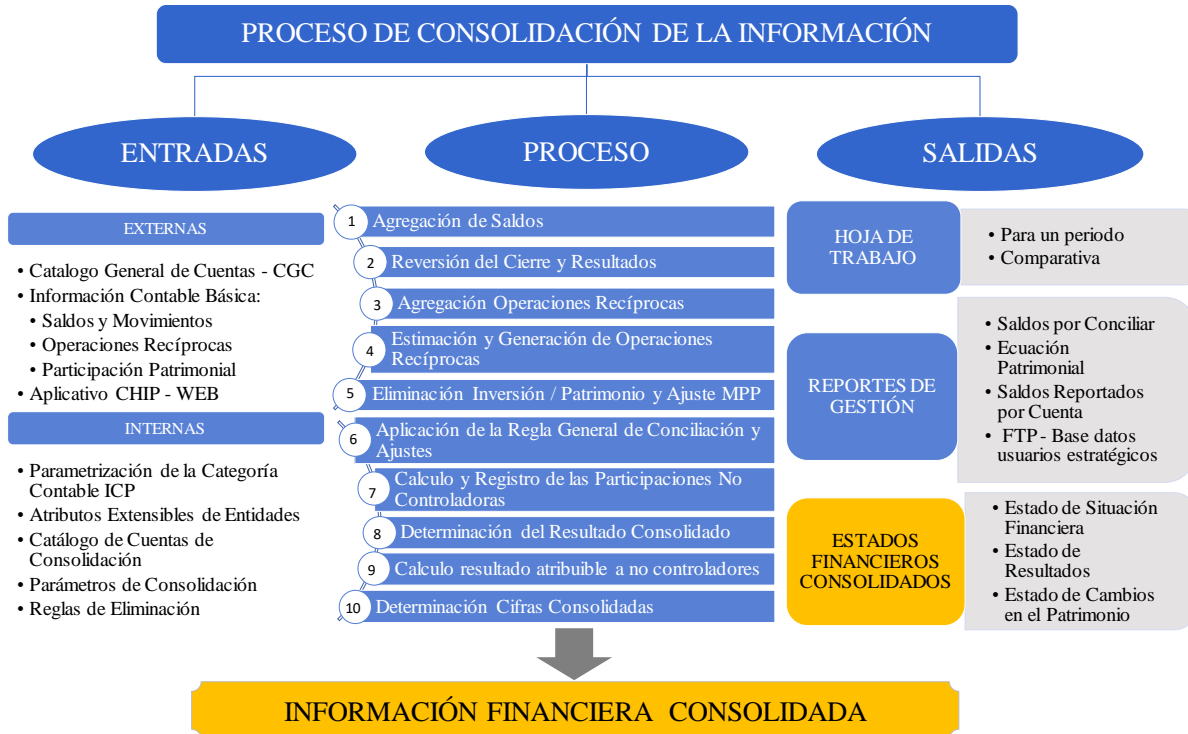 PROCESO DE CONSOLIDACIÓN DE LA INFORMACIÓN
ENTRADAS
EXTERNAS
• Catalogo General de Cuentas - CGC
• Información Contable Básica:
• Saldos y Movimientos
• Operaciones Recíprocas
• Participación Patrimonial
• Aplicativo CHIP - WEB
INTERNAS
• Parametrización de la Categoría
Contable ICP
• Atributos Extensibles de Entidades
• Catálogo de Cuentas de
Consolidación
• Parámetros de Consolidación
• Reglas de Eliminación
PROCESO
1 Agregación de Saldos
2 Reversión del Cierre y Resultados
3 Agregación Operaciones Recíprocas
4 Estimación y Generación de Operaciones
Recíprocas
5 Eliminación Inversión / Patrimonio y Ajuste MPP
6 Aplicación de la Regla General de Conciliación y
Ajustes
7 Calculo y Registro de las Participaciones No
Controladoras
8 Determinación del Resultado Consolidado
9 Calculo resultado atribuible a no controladores
10 Determinación Cifras Consolidadas
SALIDAS
HOJA DE
TRABAJO
• Para un periodo
• Comparativa
REPORTES DE
GESTIÓN
• Saldos por Conciliar
• Ecuación
Patrimonial
• Saldos Reportados
por Cuenta
• FTP - Base datos
usuarios estratégicos
ESTADOS
FINANCIEROS
CONSOLIDADOS
• Estado de Situación
Financiera
• Estado de
Resultados
• Estado de Cambios
en el Patrimonio
INFORMACIÓN FINANCIERA CONSOLIDADA